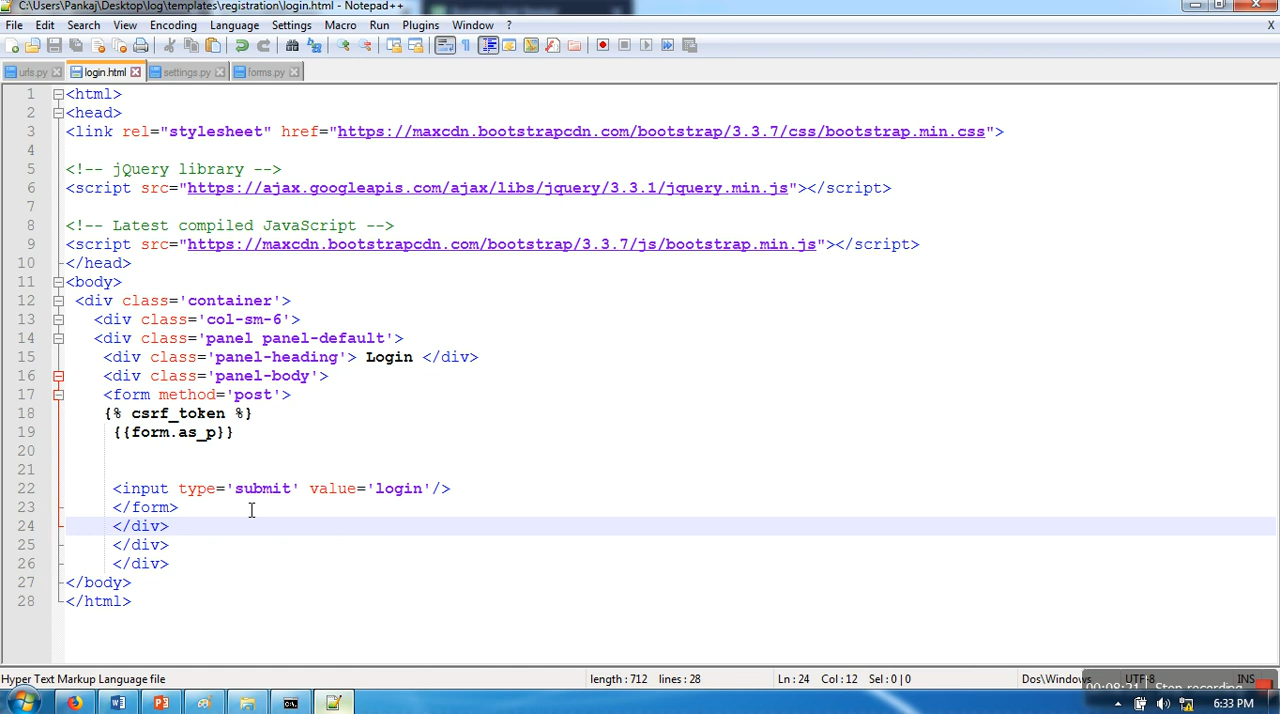 C:\Users\Pankaj\Desktop\log\templates\registration\login.html - Notepad++
File Edit Search View Encoding Language Settings Macro Run Plugins Window ? X
urls.py login.html settings.py forms.py
1 <html>
2 <head>
3 <link rel="stylesheet" href="https://maxcdn.bootstrapcdn.com/bootstrap/3.3.7/css/bootstrap.min.css">
4
5 <!-- jQuery library -->
6 <script src="https://ajax.googleapis.com/ajax/libs/jquery/3.3.1/jquery.min.js"></script>
7
8 <!-- Latest compiled JavaScript -->
9 <script src="https://maxcdn.bootstrapcdn.com/bootstrap/3.3.7/js/bootstrap.min.js"></script>
10 </head>
11 <body>
12 <div class='container'>
13 <div class='col-sm-6'>
14 <div class='panel panel-default'>
15 <div class='panel-heading'> Login </div>
16 <div class='panel-body'>
17 <form method='post'>
18 {% csrf_token %}
19 {{form.as_p}}
20
21
22 <input type='submit' value='login'/>
23 </form>
24 </div>
25 </div>
26 </div>
27 </body>
28 </html>
Hyper Text Markup Language file length : 712 lines : 28 Ln : 24 Col : 12 Sel : 0 | 0 Dos\Windows UTF-8 INS
00:08:21 Stop recording
6:33 PM